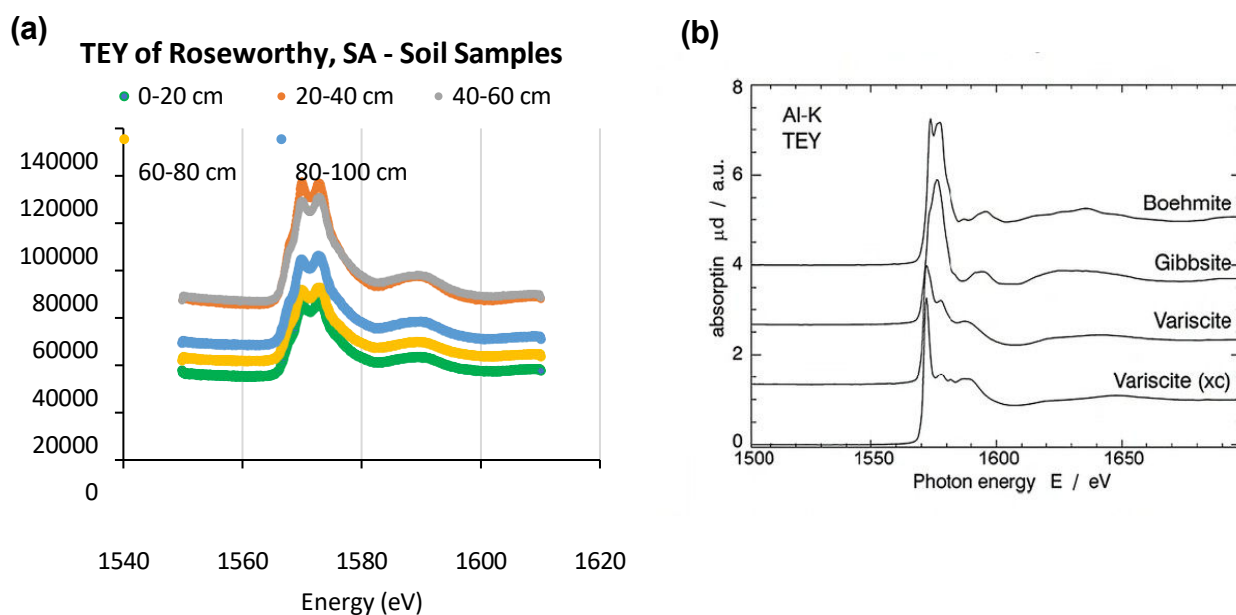 (a)
TEY of Roseworthy, SA - Soil Samples
0-20 cm 20-40 cm 40-60 cm
60-80 cm 80-100 cm
140000
120000
100000
80000
60000
40000
20000
0
1540 1560 1580 1600 1620
Energy (eV)
(b)
8
6
4
2
0
absorptin μd / a.u.
Al-K
TEY
Boehmite
Gibbsite
Variscite
Variscite (xc)
1500 1550 1600 1650
Photon energy E / eV